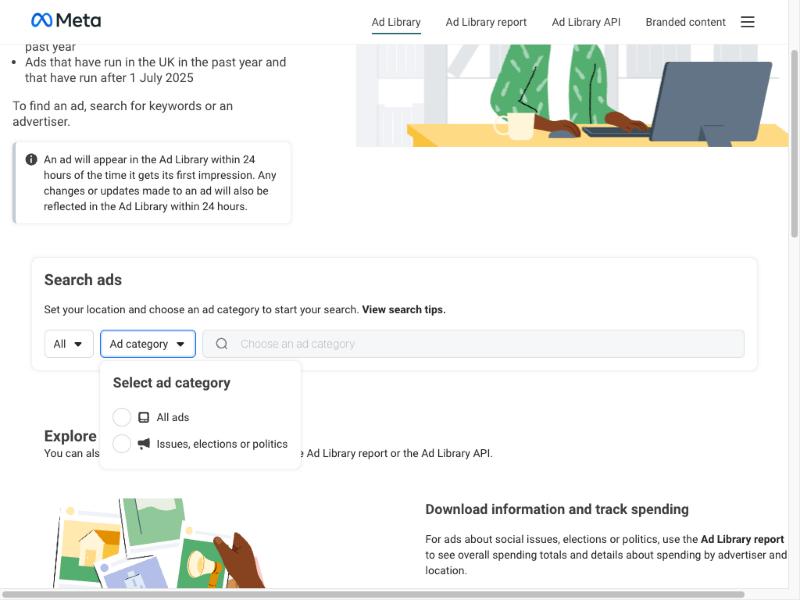 Meta
Ad Library
Ad Library report
Ad Library API
Branded content
past year
• Ads that have run in the UK in the past year and
that have run after 1 July 2025
To find an ad, search for keywords or an
advertiser.
An ad will appear in the Ad Library within 24
hours of the time it gets its first impression. Any
changes or updates made to an ad will also be
reflected in the Ad Library within 24 hours.
Search ads
Set your location and choose an ad category to start your search. View search tips.
All
Ad category
Choose an ad category
Select ad category
All ads
Issues, elections or politics
Explore
You can als
e Ad Library report or the Ad Library API.
Download information and track spending
For ads about social issues, elections or politics, use the Ad Library report
to see overall spending totals and details about spending by advertiser and
location.